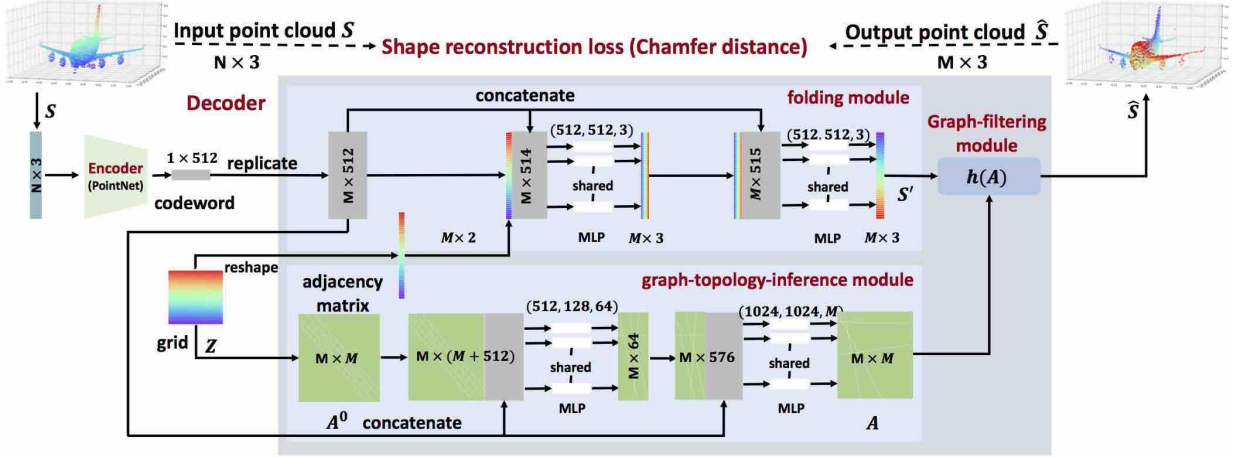 Input point cloud S
N × 3
Shape reconstruction loss (Chamfer distance)
Output point cloud Ŝ
M × 3
S
Decoder
concatenate
folding module
N × 3
Encoder
(PointNet)
1 × 512
codeword
replicate
M × 512
M × 514
(512, 512, 3)
shared
MLP
M × 3
M × 515
(512. 512, 3)
shared
MLP
M × 3
S′
Graph-filtering
module
h(A)
Ŝ
M × 2
reshape
grid
Z
graph-topology-inference module
adjacency
matrix
M × M
A⁰
concatenate
M × (M + 512)
(512, 128, 64)
shared
MLP
M × 64
M × 576
(1024, 1024, M)
shared
MLP
M × M
A